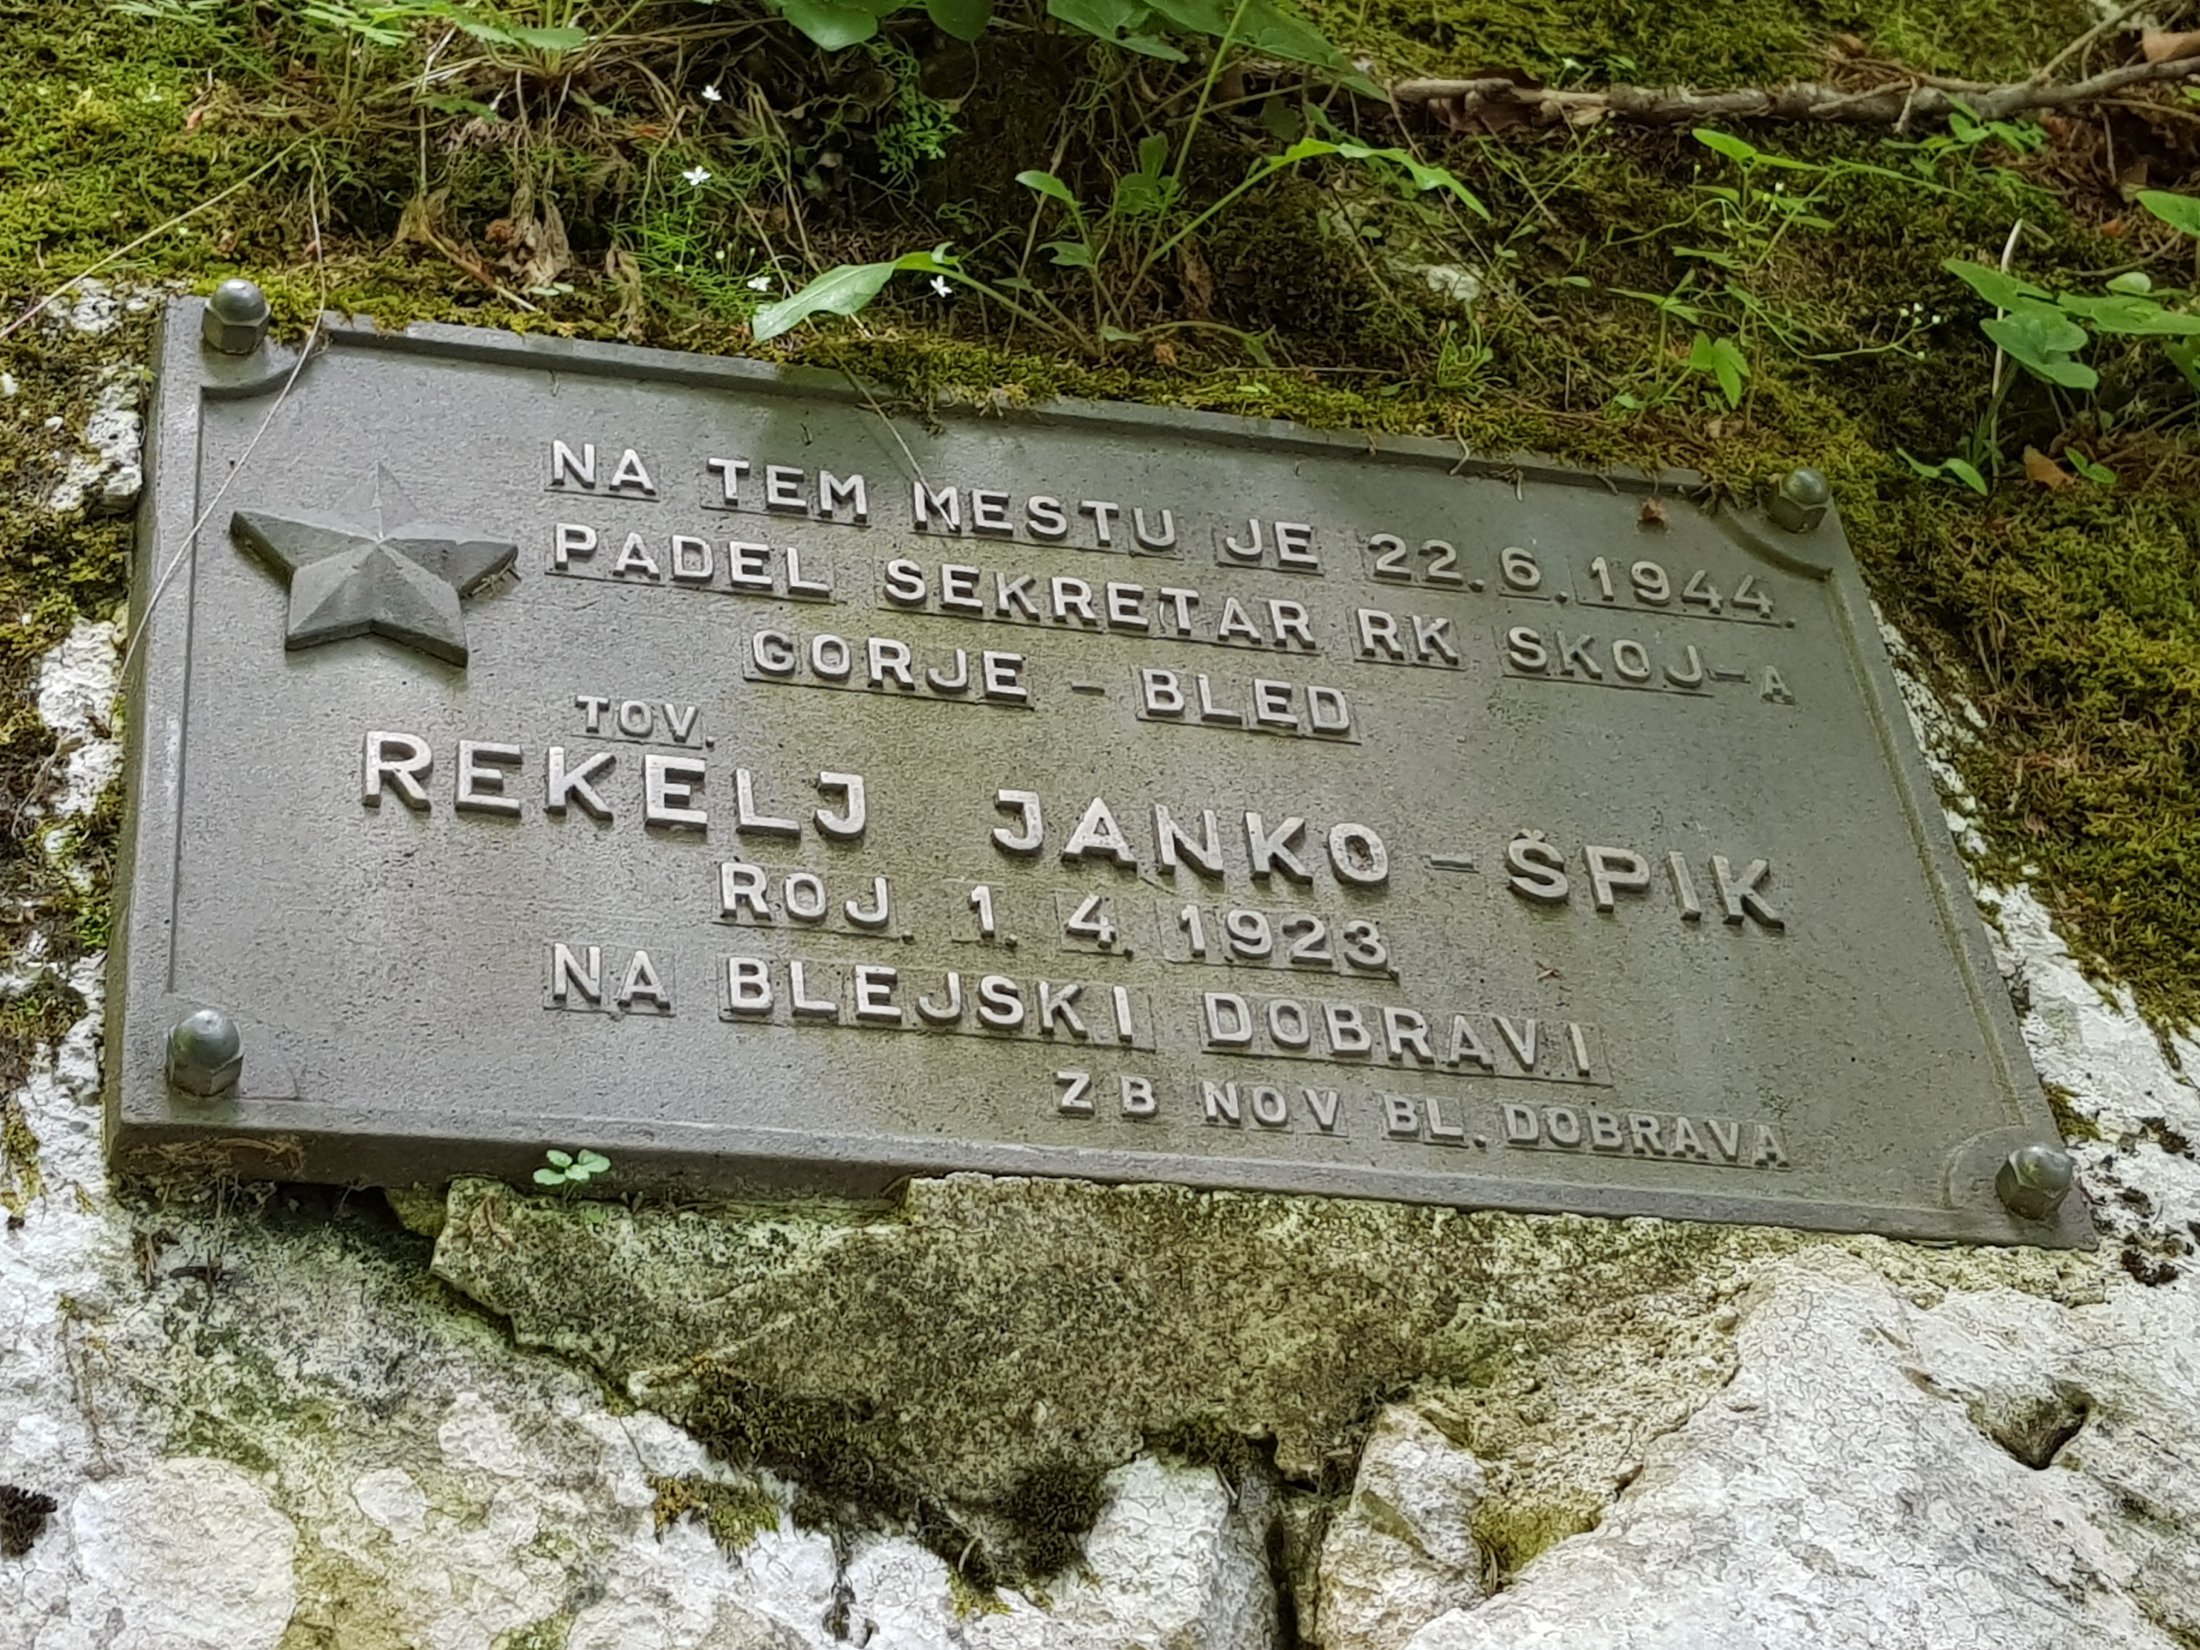 NA TEM MESTU JE 22.6.1944.
PADEL SEKRETAR RK SKOJ-A
GORJE - BLED
TOV.
REKELJ JANKO - ŠPIK
ROJ. 1. 4. 1923
NA BLEJSKI DOBRAVI
ZB NOV BL. DOBRAVA